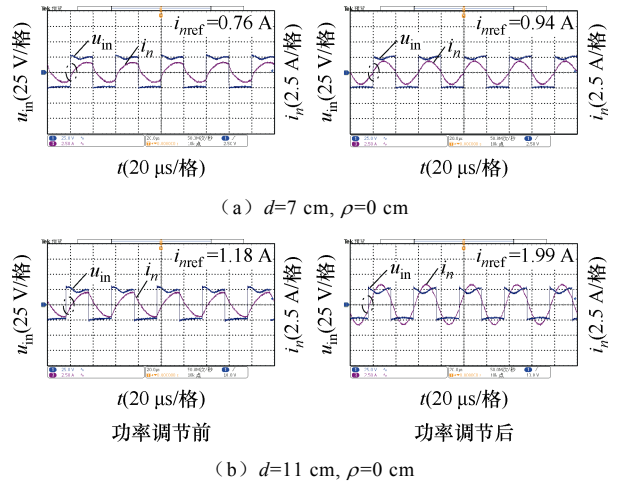 i_nref=0.76 A
u_in
i_n
u_in(25 V/格)
i_n(2.5 A/格)
t(20 μs/格)
i_nref=0.94 A
u_in
i_n
u_in(25 V/格)
i_n(2.5 A/格)
t(20 μs/格)
（a）d=7 cm, ρ=0 cm
i_nref=1.18 A
u_in
i_n
u_in(25 V/格)
i_n(2.5 A/格)
t(20 μs/格)
功率调节前
i_nref=1.99 A
u_in
i_n
u_in(25 V/格)
i_n(2.5 A/格)
t(20 μs/格)
功率调节后
（b）d=11 cm, ρ=0 cm